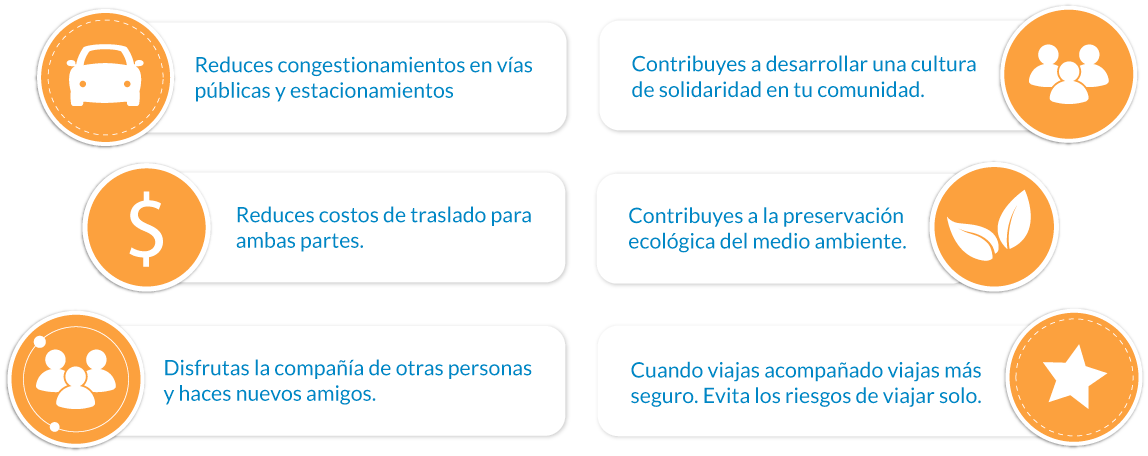 Reduces congestionamientos en vías
públicas y estacionamientos
Contribuyes a desarrollar una cultura
de solidaridad en tu comunidad.
$
Reduces costos de traslado para
ambas partes.
Contribuyes a la preservación
ecológica del medio ambiente.
Disfrutas la compañía de otras personas
y haces nuevos amigos.
Cuando viajas acompañado viajas más
seguro. Evita los riesgos de viajar solo.